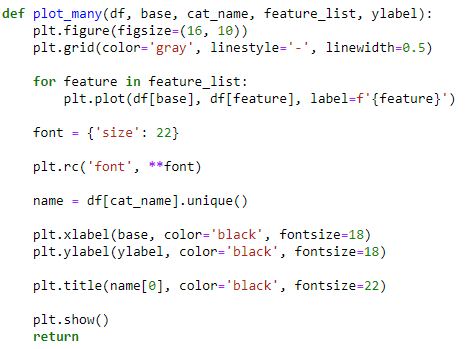 def plot_many(df, base, cat_name, feature_list, ylabel):
    plt.figure(figsize=(16, 10))
    plt.grid(color='gray', linestyle='-', linewidth=0.5)

    for feature in feature_list:
        plt.plot(df[base], df[feature], label=f'{feature}')

    font = {'size': 22}

    plt.rc('font', **font)

    name = df[cat_name].unique()

    plt.xlabel(base, color='black', fontsize=18)
    plt.ylabel(ylabel, color='black', fontsize=18)

    plt.title(name[0], color='black', fontsize=22)

    plt.show()
    return